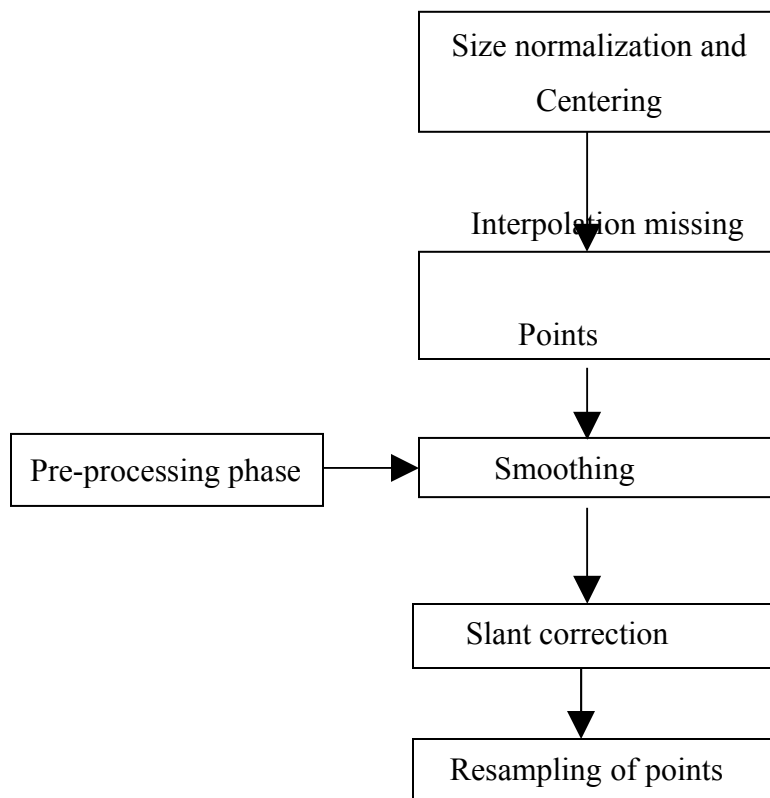 Size normalization and
Centering
Interpolation missing
Points
Pre-processing phase
Smoothing
Slant correction
Resampling of points